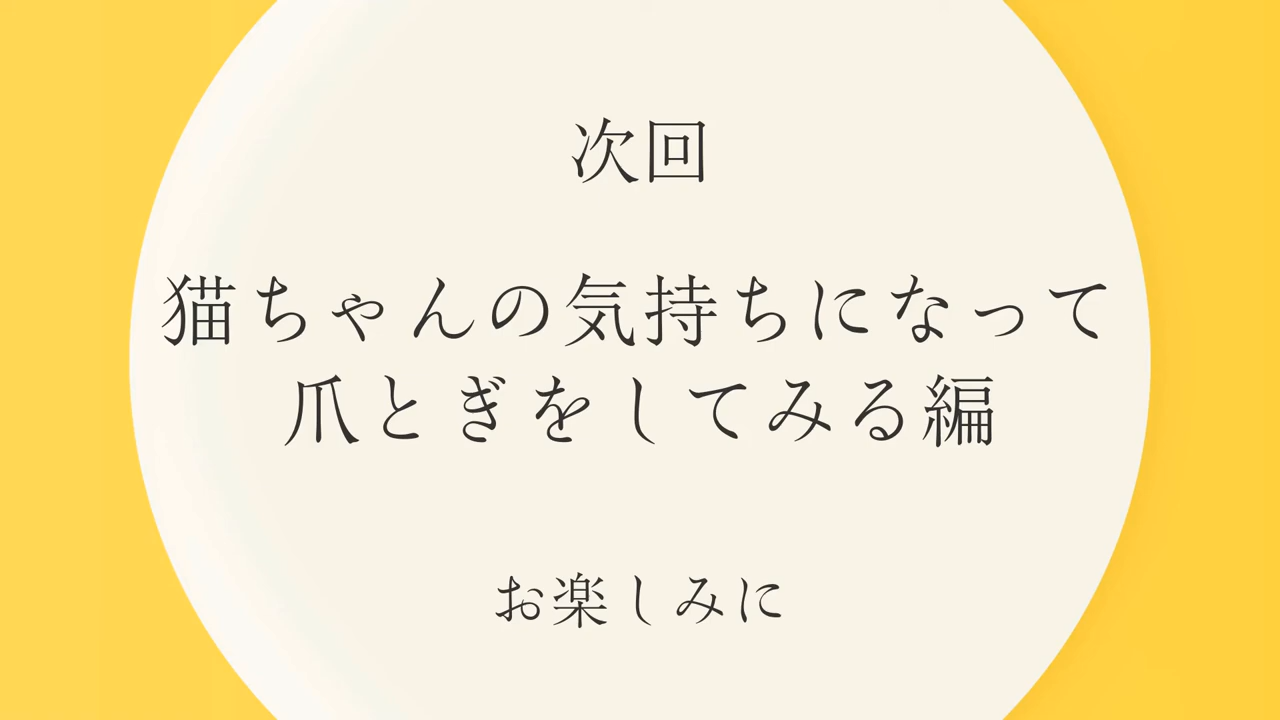 次回
猫ちゃんの気持ちになって
爪とぎをしてみる編
お楽しみに